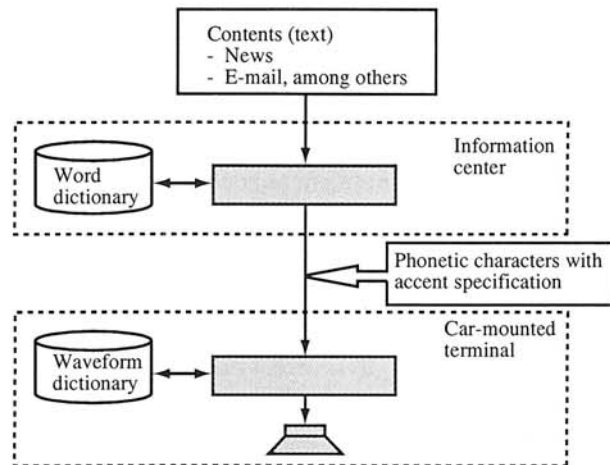 Contents (text)
- News
- E-mail, among others
Information
center
Word
dictionary
Phonetic characters with
accent specification
Car-mounted
terminal
Waveform
dictionary